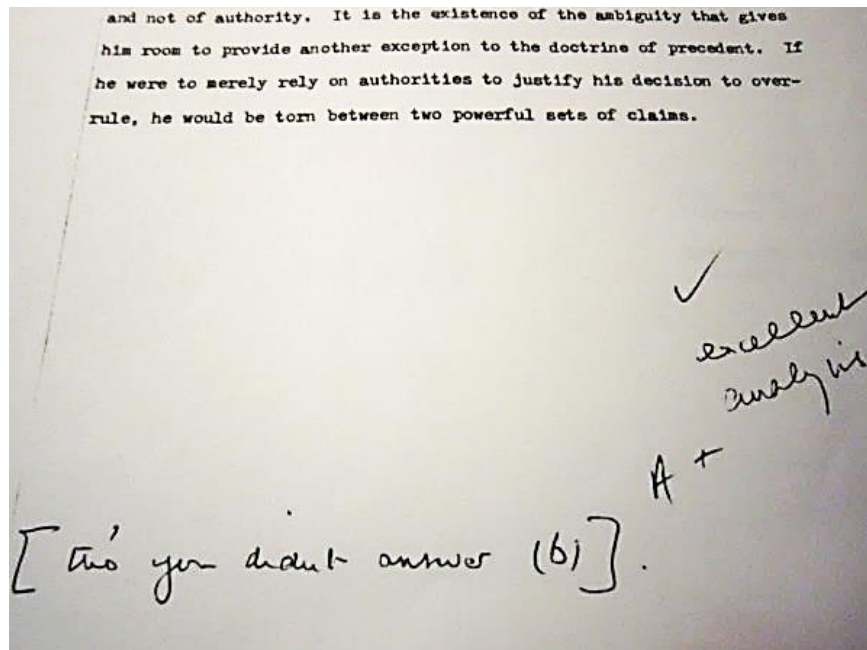 and not of authority. It is the existence of the ambiguity that gives
him room to provide another exception to the doctrine of precedent. If
he were to merely rely on authorities to justify his decision to over-
rule, he would be torn between two powerful sets of claims.
✓
excellent
analysis
A+
[tho' you didn't answer (b)].